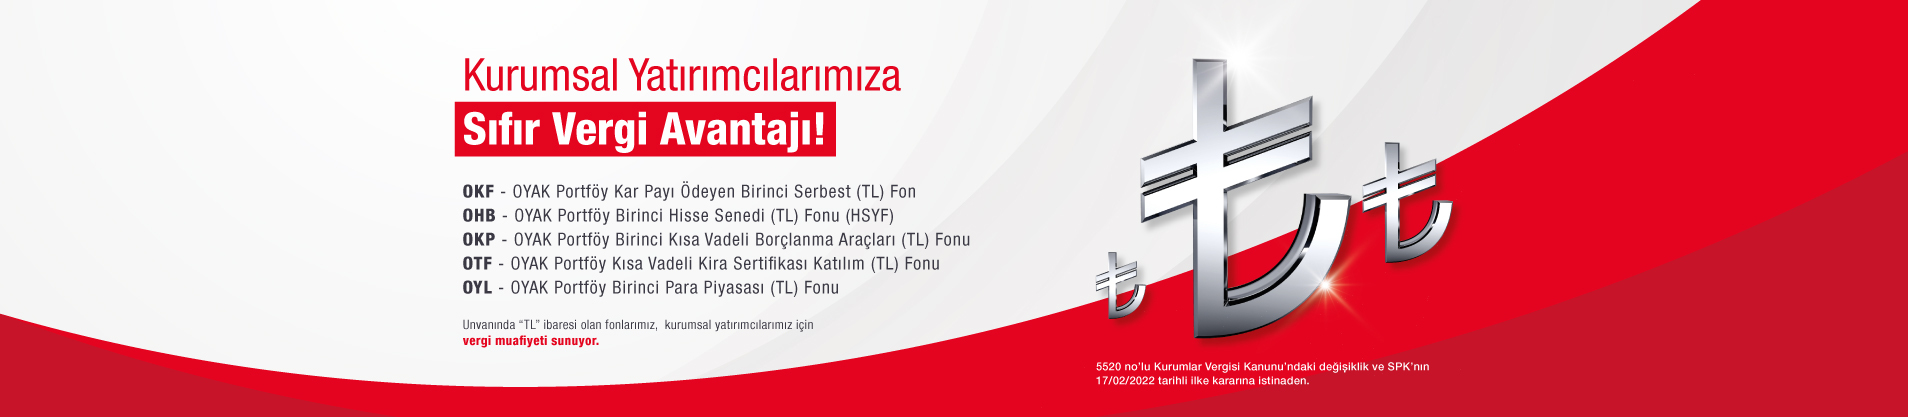 Kurumsal Yatırımcılarımıza
Sıfır Vergi Avantajı!
OKF - OYAK Portföy Kar Payı Ödeyen Birinci Serbest (TL) Fon
OHB - OYAK Portföy Birinci Hisse Senedi (TL) Fonu (HSYF)
OKP - OYAK Portföy Birinci Kısa Vadeli Borçlanma Araçları (TL) Fonu
OTF - OYAK Portföy Kısa Vadeli Kira Sertifikası Katılım (TL) Fonu
OYL - OYAK Portföy Birinci Para Piyasası (TL) Fonu
Unvanında “TL” ibaresi olan fonlarımız, kurumsal yatırımcılarımız için
vergi muafiyeti sunuyor.
5520 no’lu Kurumlar Vergisi Kanunu’ndaki değişiklik ve SPK’nın
17/02/2022 tarihli ilke kararına istinaden.